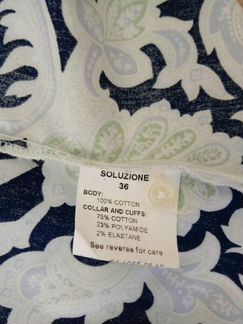 SOLUZIONE
36
BODY:
100% COTTON
COLLAR AND CUFFS:
75% COTTON
23% POLYAMIDE
2% ELASTANE
See reverse for care